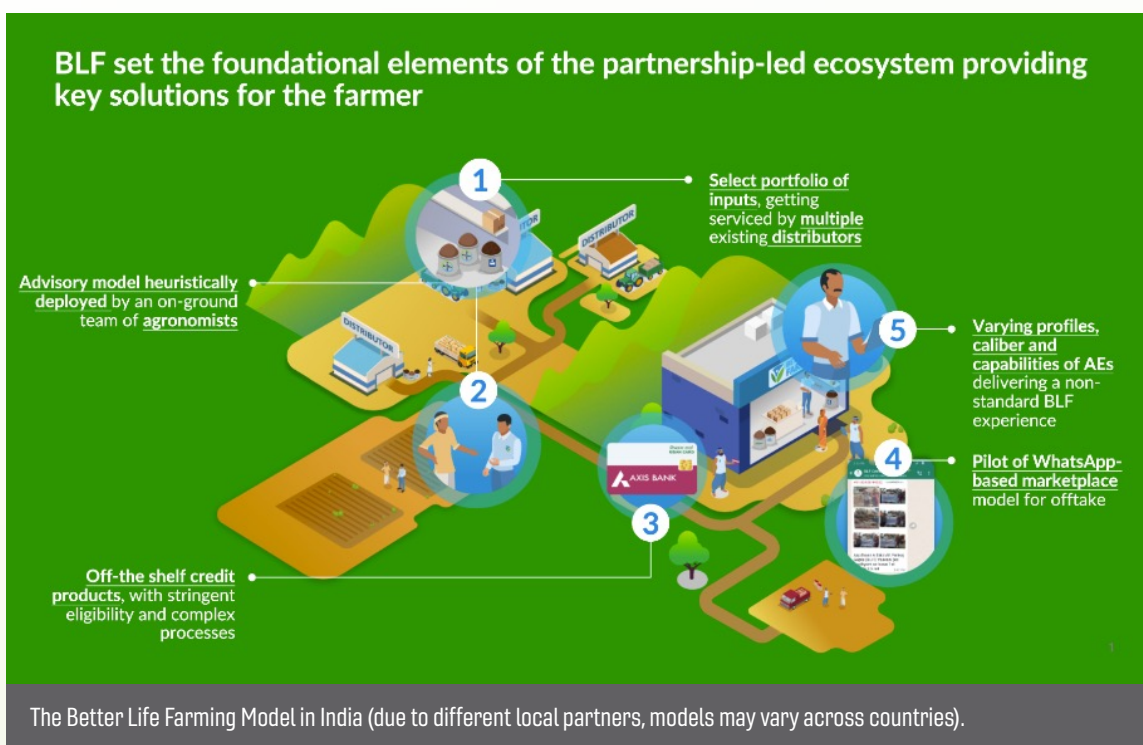 BLF set the foundational elements of the partnership-led ecosystem providing
key solutions for the farmer
1
Select portfolio of
inputs, getting
serviced by multiple
existing distributors
DISTRIBUTOR
Advisory model heuristically
deployed by an on-ground
team of agronomists
DISTRIBUTOR
2
5
Varying profiles,
caliber and
capabilities of AEs
delivering a non-
standard BLF
experience
AXIS BANK
3
4
Pilot of WhatsApp-
based marketplace
model for offtake
Off-the shelf credit
products, with stringent
eligibility and complex
processes
1
The Better Life Farming Model in India (due to different local partners, models may vary across countries).